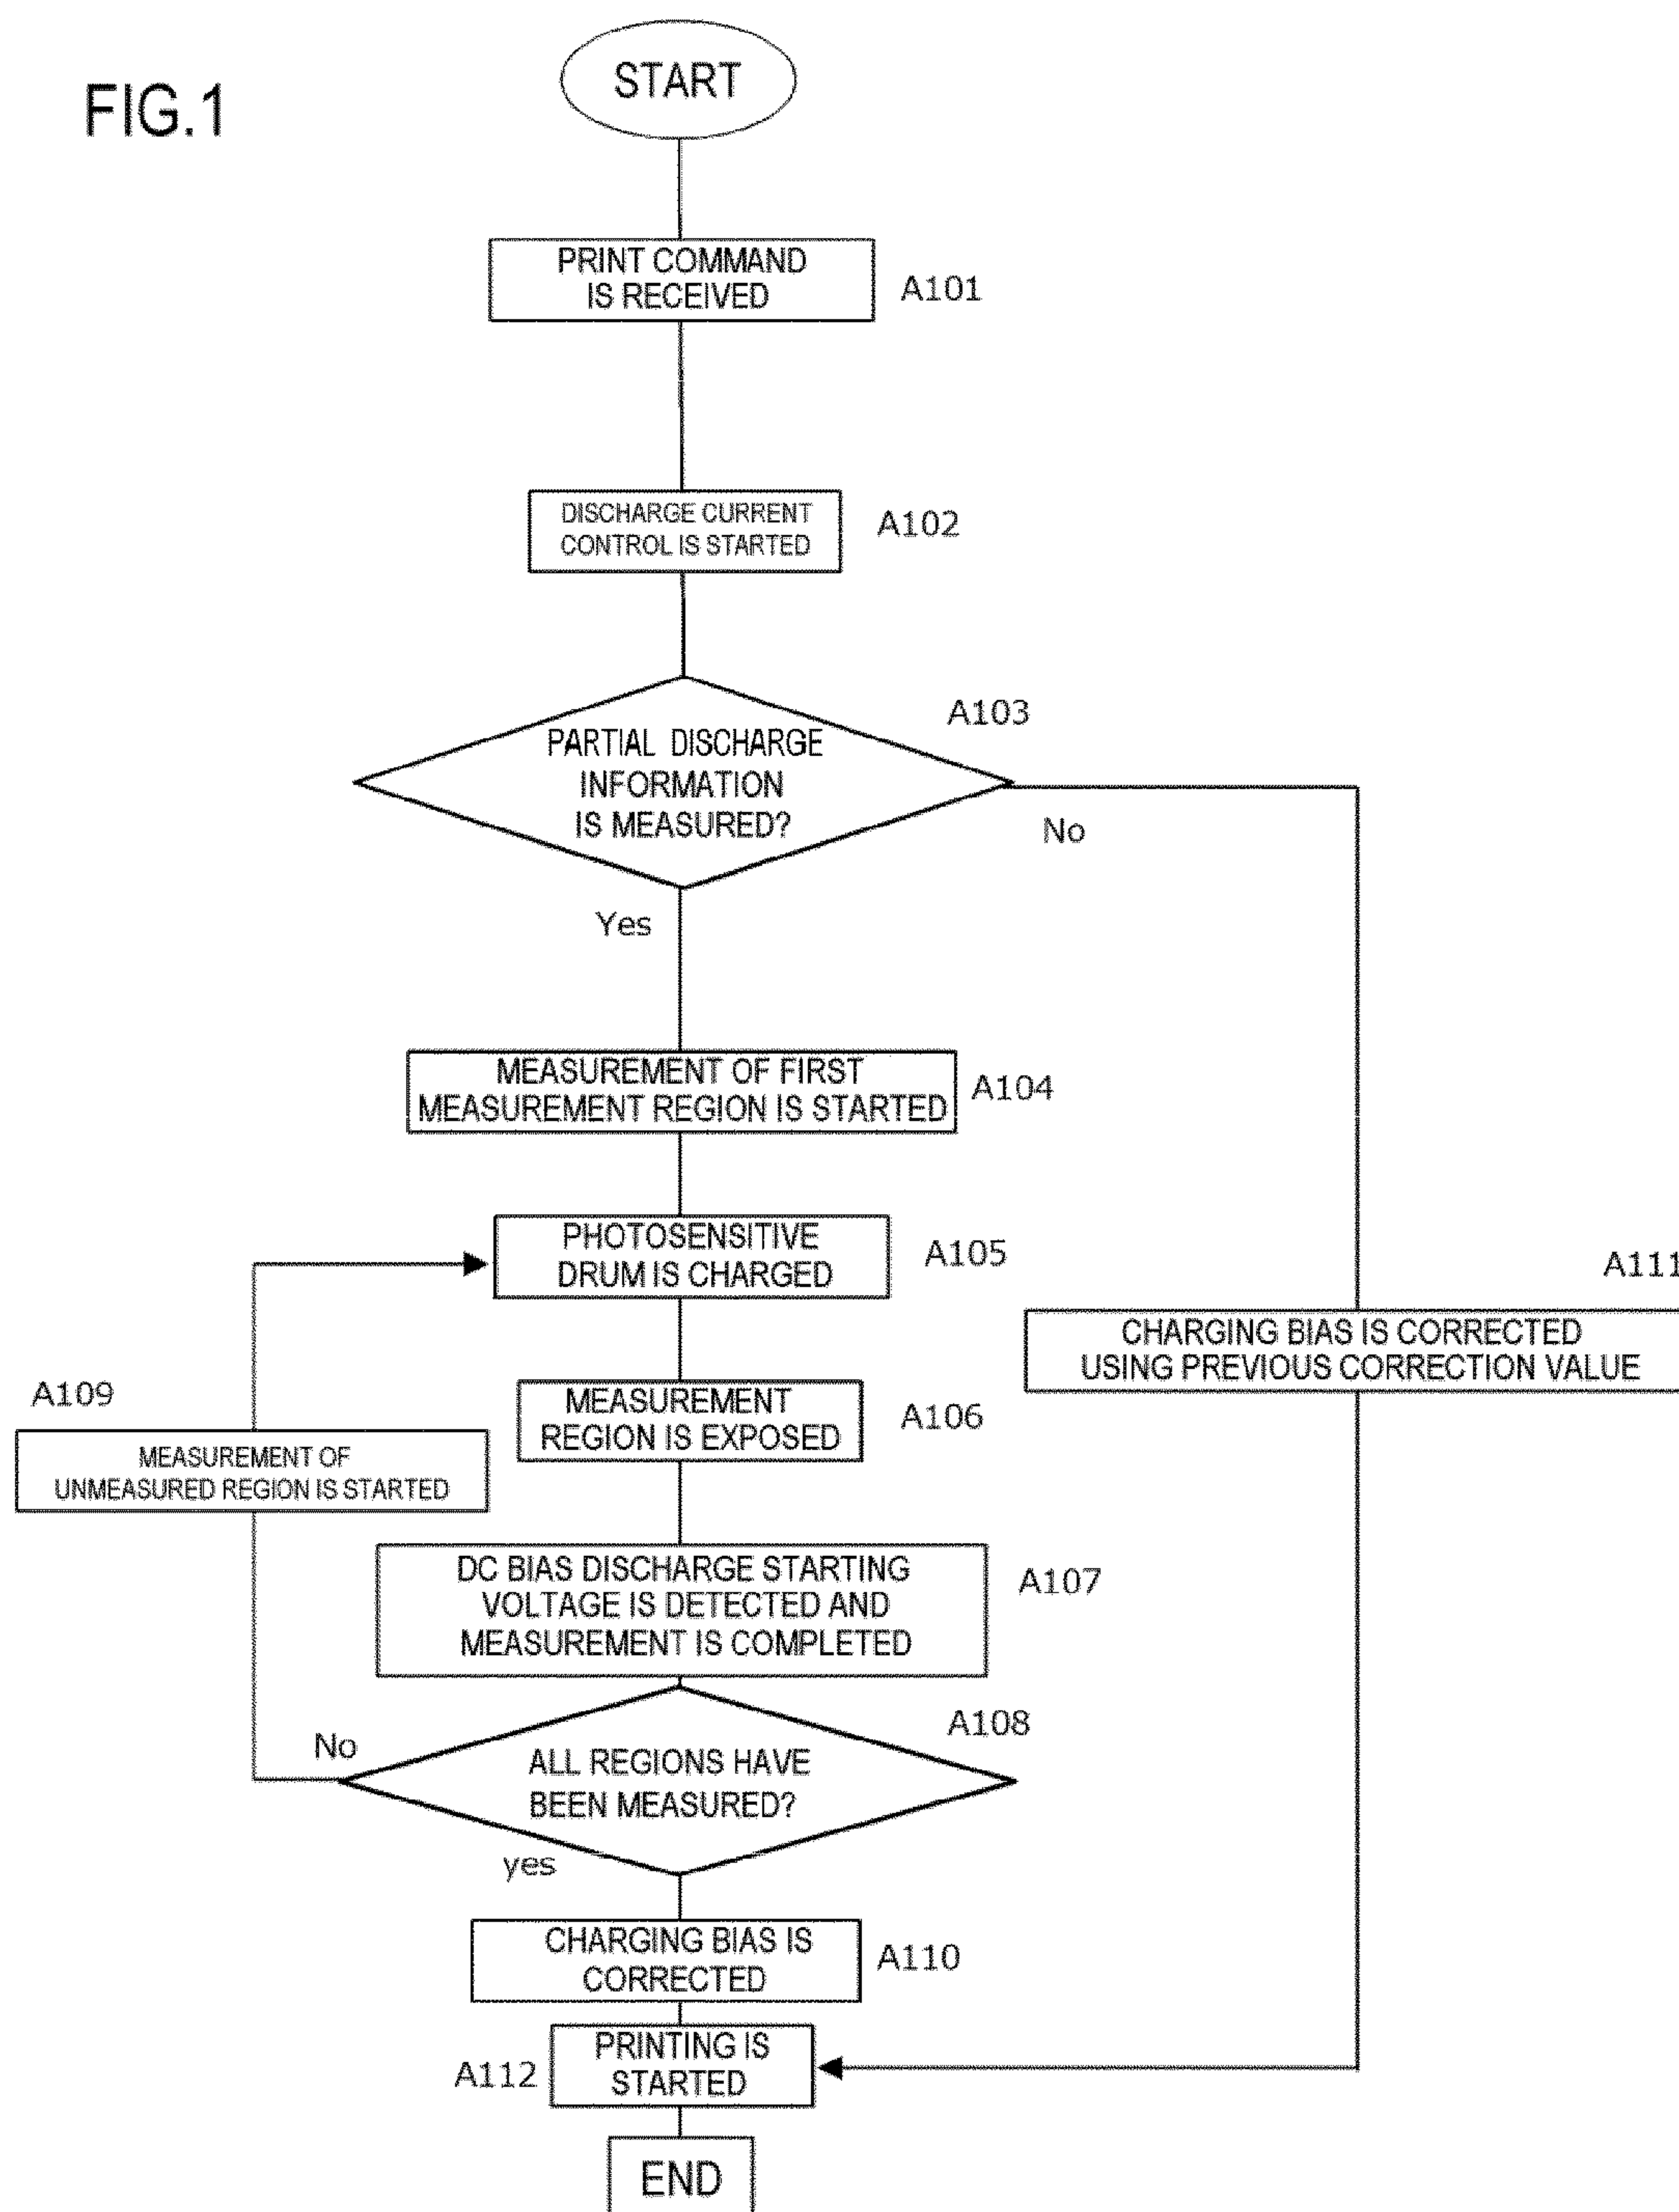 FIG.1
START
PRINT COMMAND
IS RECEIVED
A101
DISCHARGE CURRENT
CONTROL IS STARTED
A102
A103
PARTIAL DISCHARGE
INFORMATION
IS MEASURED?
No
Yes
MEASUREMENT OF FIRST
MEASUREMENT REGION IS STARTED
A104
PHOTOSENSITIVE
DRUM IS CHARGED
A105
A111
CHARGING BIAS IS CORRECTED
USING PREVIOUS CORRECTION VALUE
A109
MEASUREMENT OF
UNMEASURED REGION IS STARTED
MEASUREMENT
REGION IS EXPOSED
A106
DC BIAS DISCHARGE STARTING
VOLTAGE IS DETECTED AND
MEASUREMENT IS COMPLETED
A107
A108
No
ALL REGIONS HAVE
BEEN MEASURED?
yes
CHARGING BIAS IS
CORRECTED
A110
PRINTING IS
STARTED
A112
END